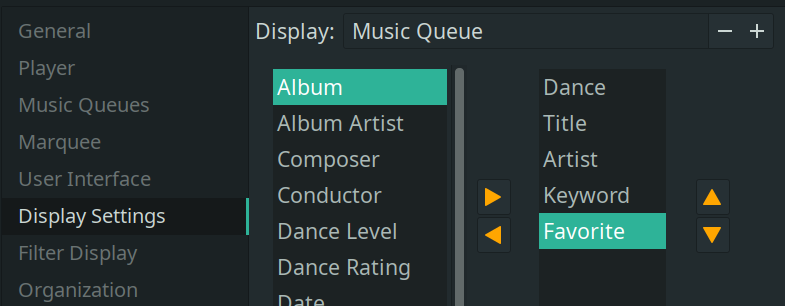 General
Player
Music Queues
Marquee
User Interface
Display Settings
Filter Display
Organization
Display: Music Queue
Album
Album Artist
Composer
Conductor
Dance Level
Dance Rating
Date
Dance
Title
Artist
Keyword
Favorite